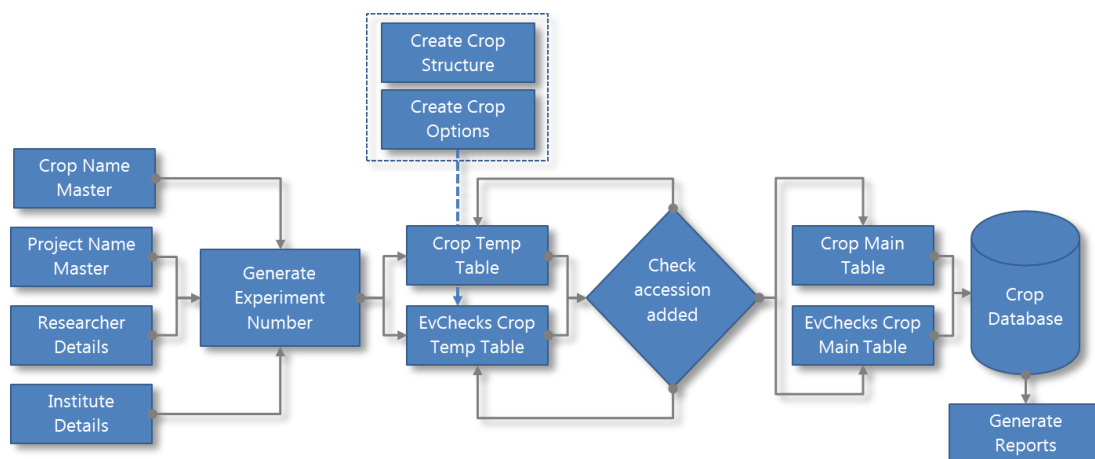 Create Crop
Structure
Create Crop
Options
Crop Name
Master
Project Name
Master
Researcher
Details
Institute
Details
Generate
Experiment
Number
Crop Temp
Table
EvChecks Crop
Temp Table
Check
accession
added
Crop Main
Table
EvChecks Crop
Main Table
Crop
Database
Generate
Reports